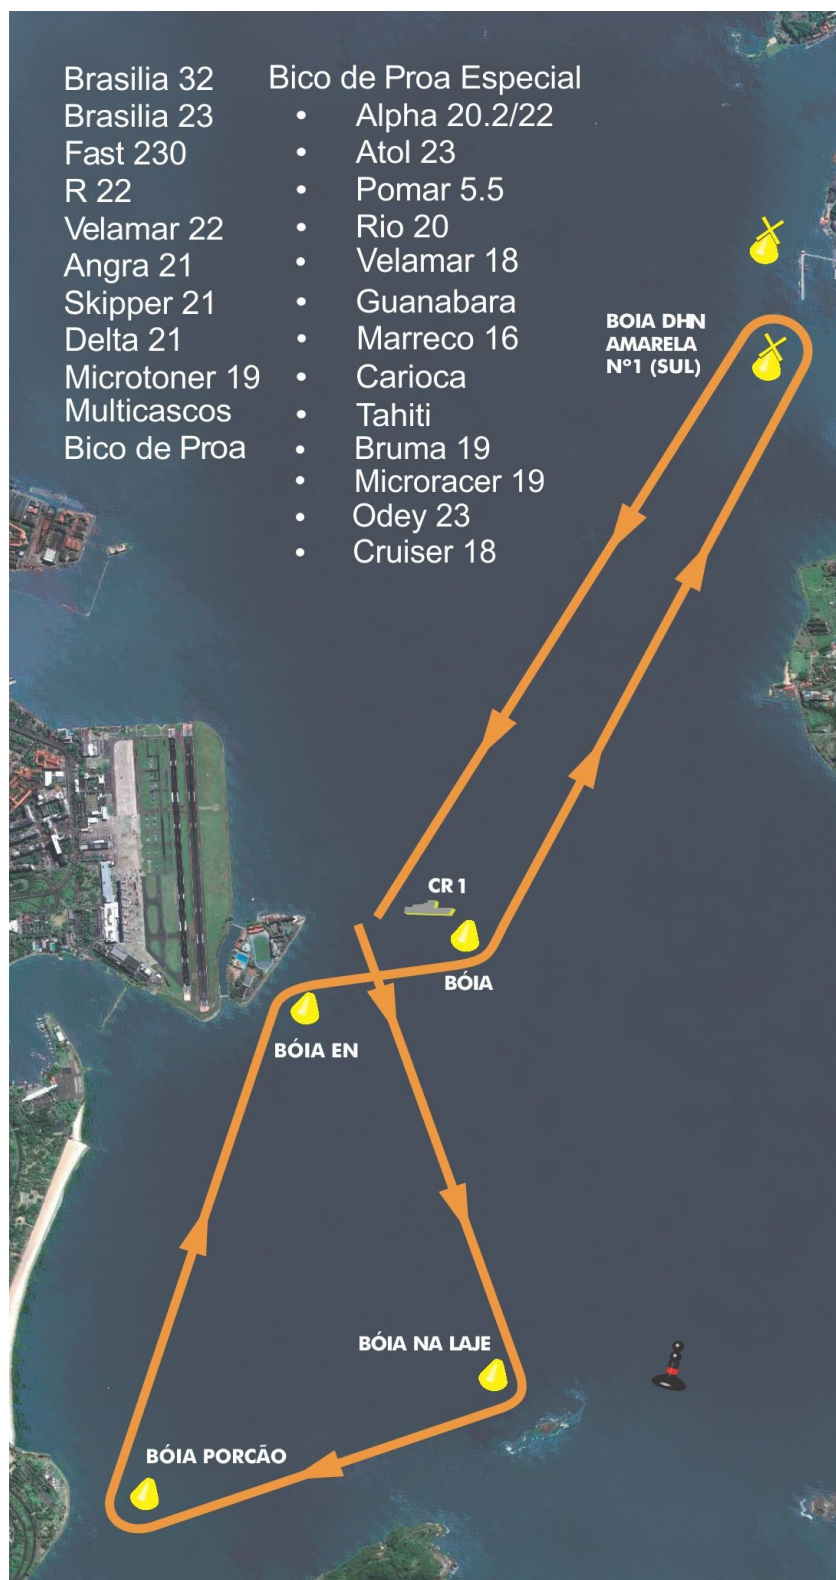 Brasilia 32
Brasilia 23
Fast 230
R 22
Velamar 22
Angra 21
Skipper 21
Delta 21
Microtoner 19
Multicascos
Bico de Proa
Bico de Proa Especial
• Alpha 20.2/22
• Atol 23
• Pomar 5.5
• Rio 20
• Velamar 18
• Guanabara
• Marreco 16
• Carioca
• Tahiti
• Bruma 19
• Microracer 19
• Odey 23
• Cruiser 18
BOIA DHN
AMARELA
Nº1 (SUL)
CR 1
BÓIA
BÓIA EN
BÓIA NA LAJE
BÓIA PORCÃO